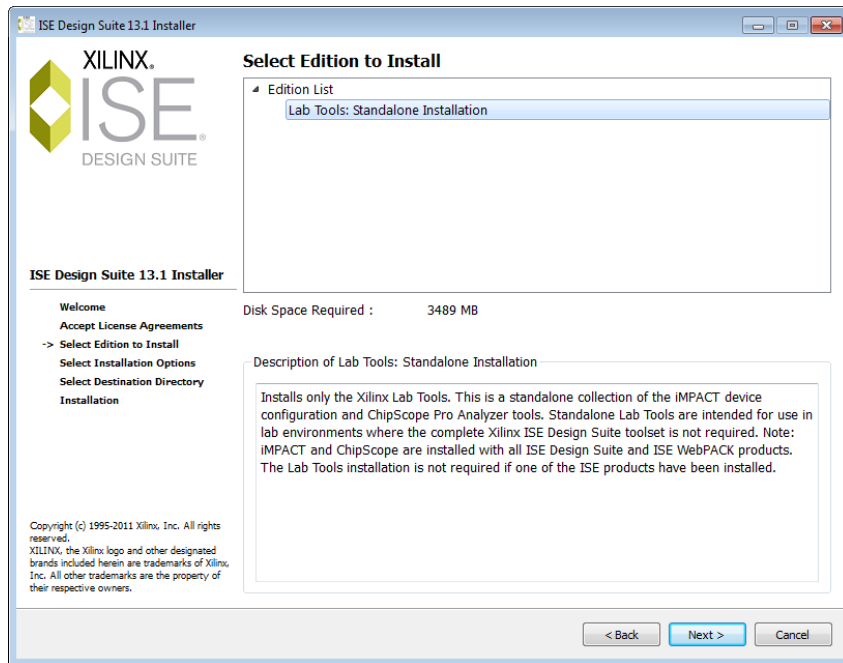 ISE Design Suite 13.1 Installer
XILINX®
ISE®
DESIGN SUITE
ISE Design Suite 13.1 Installer
Welcome
Accept License Agreements
-> Select Edition to Install
Select Installation Options
Select Destination Directory
Installation
Copyright (c) 1995-2011 Xilinx, Inc. All rights
reserved.
XILINX, the Xilinx logo and other designated
brands included herein are trademarks of Xilinx,
Inc. All other trademarks are the property of
their respective owners.
Select Edition to Install
Edition List
Lab Tools: Standalone Installation
Disk Space Required : 3489 MB
Description of Lab Tools: Standalone Installation
Installs only the Xilinx Lab Tools. This is a standalone collection of the iMPACT device
configuration and ChipScope Pro Analyzer tools. Standalone Lab Tools are intended for use in
lab environments where the complete Xilinx ISE Design Suite toolset is not required. Note:
iMPACT and ChipScope are installed with all ISE Design Suite and ISE WebPACK products.
The Lab Tools installation is not required if one of the ISE products have been installed.
< Back
Next >
Cancel